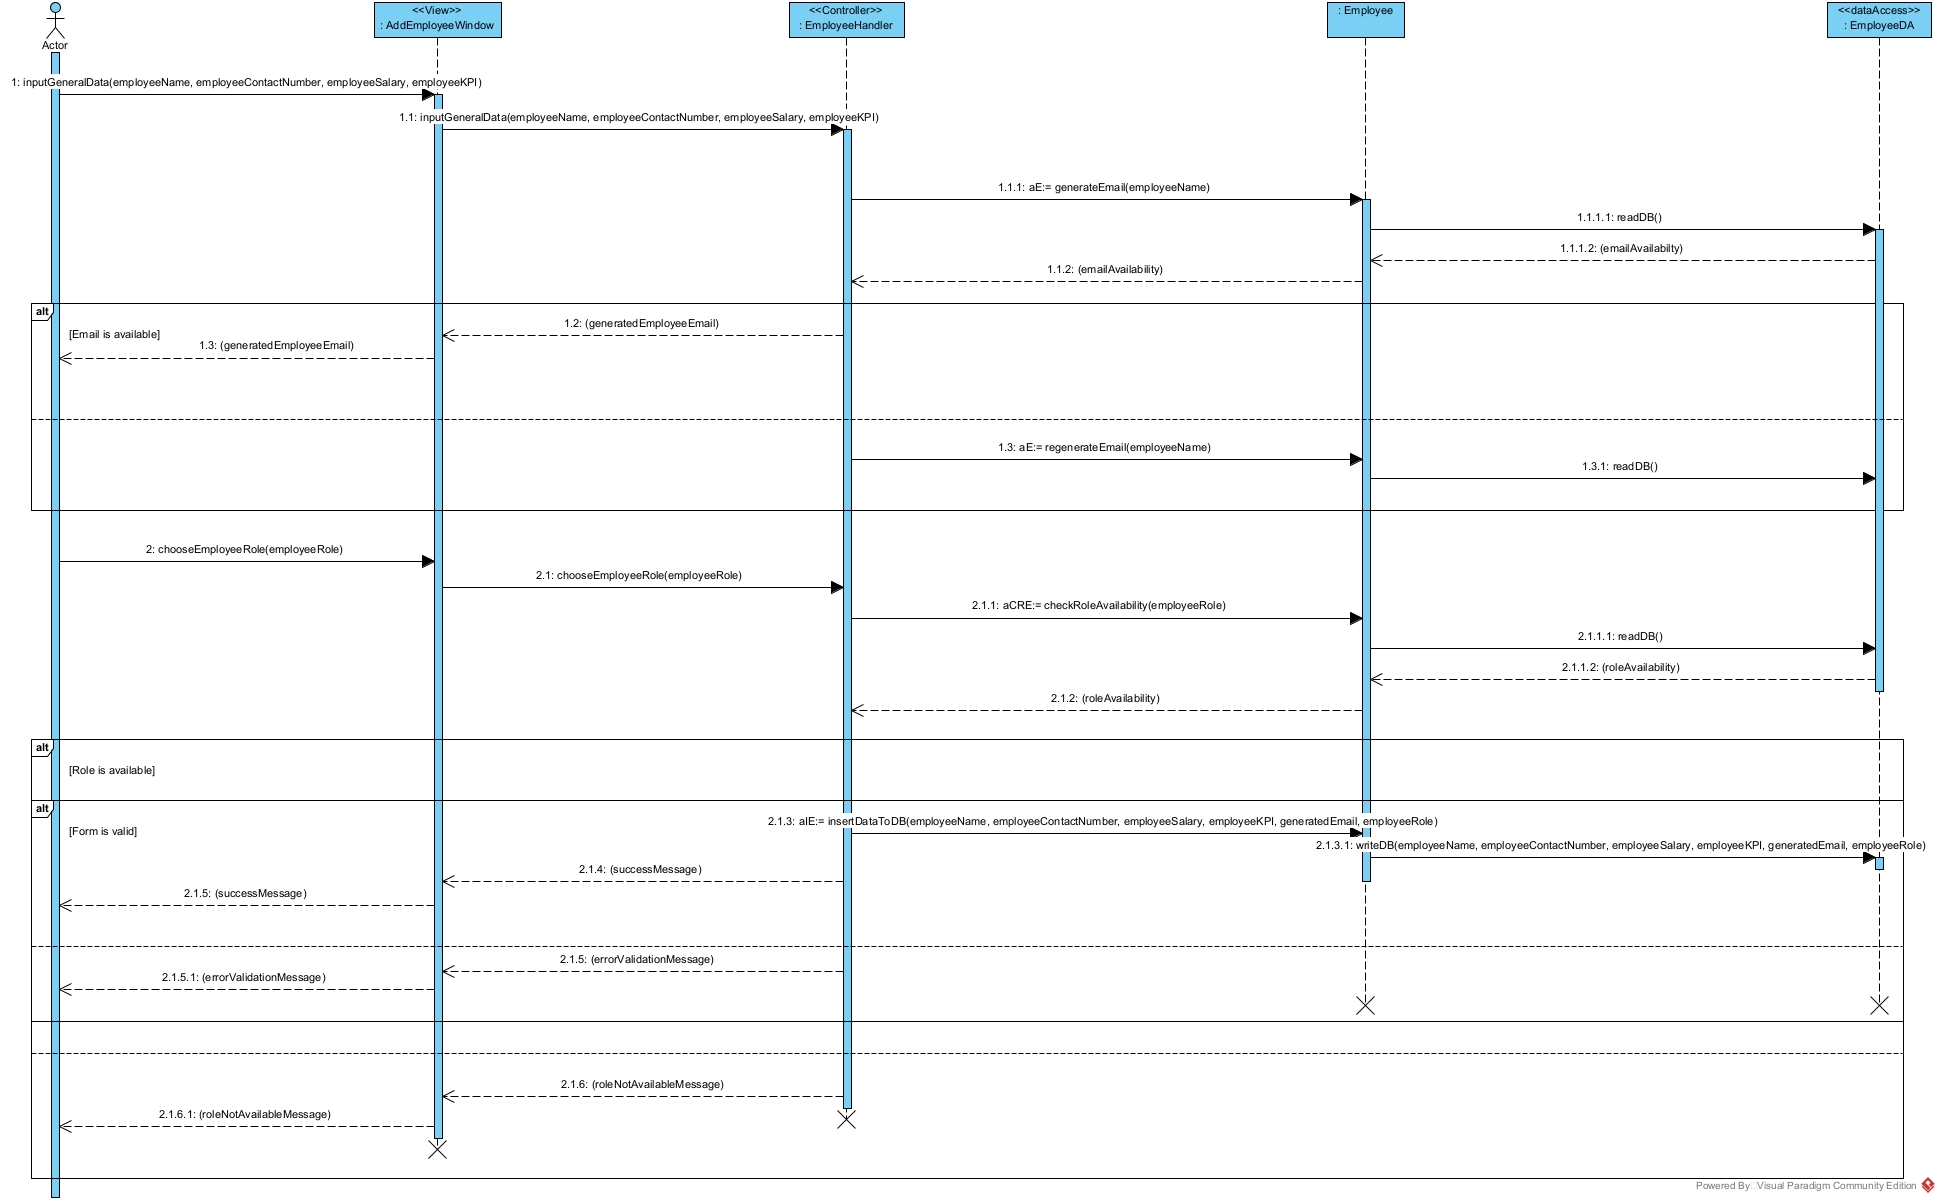 <<View>>
: AddEmployeeWindow
<<Controller>>
: EmployeeHandler
: Employee
<<dataAccess>>
: EmployeeDA
Actor
1: inputGeneralData(employeeName, employeeContactNumber, employeeSalary, employeeKPI)
1.1: inputGeneralData(employeeName, employeeContactNumber, employeeSalary, employeeKPI)
1.1.1: aE:= generateEmail(employeeName)
1.1.1.1: readDB()
1.1.1.2: (emailAvailabilty)
1.1.2: (emailAvailability)
alt
[Email is available]
1.2: (generatedEmployeeEmail)
1.3: (generatedEmployeeEmail)
1.3: aE:= regenerateEmail(employeeName)
1.3.1: readDB()
2: chooseEmployeeRole(employeeRole)
2.1: chooseEmployeeRole(employeeRole)
2.1.1: aCRE:= checkRoleAvailability(employeeRole)
2.1.1.1: readDB()
2.1.1.2: (roleAvailability)
2.1.2: (roleAvailability)
alt
[Role is available]
alt
[Form is valid]
2.1.3: aIE:= insertDataToDB(employeeName, employeeContactNumber, employeeSalary, employeeKPI, generatedEmail, employeeRole)
2.1.3.1: writeDB(employeeName, employeeContactNumber, employeeSalary, employeeKPI, generatedEmail, employeeRole)
2.1.4: (successMessage)
2.1.5: (successMessage)
2.1.5: (errorValidationMessage)
2.1.5.1: (errorValidationMessage)
2.1.6: (roleNotAvailableMessage)
2.1.6.1: (roleNotAvailableMessage)
Powered By Visual Paradigm Community Edition